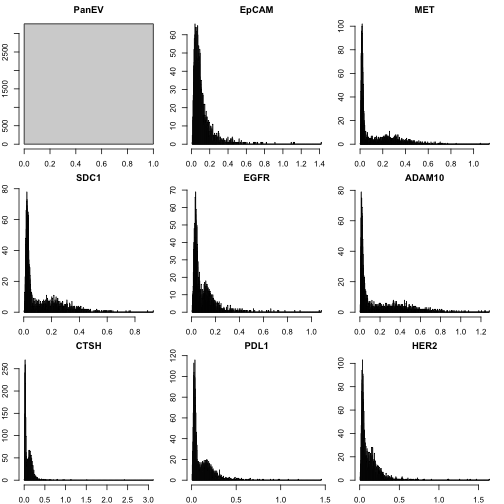 PanEV
EpCAM
MET
0 500 1500 2500
0.0 0.2 0.4 0.6 0.8 1.0
0 10 20 30 40 50 60
0.0 0.2 0.4 0.6 0.8 1.0 1.2 1.4
0 20 40 60 80 100
0.0 0.2 0.4 0.6 0.8 1.0
SDC1
EGFR
ADAM10
0 20 40 60 80
0.0 0.2 0.4 0.6 0.8
0 10 20 30 40 50 60 70
0.0 0.2 0.4 0.6 0.8 1.0
0 20 40 60 80
0.0 0.2 0.4 0.6 0.8 1.0 1.2
CTSH
PDL1
HER2
0 50 100 150 200 250
0.0 0.5 1.0 1.5 2.0 2.5 3.0
0 20 40 60 80 100 120
0.0 0.5 1.0 1.5
0 20 40 60 80 100
0.0 0.5 1.0 1.5